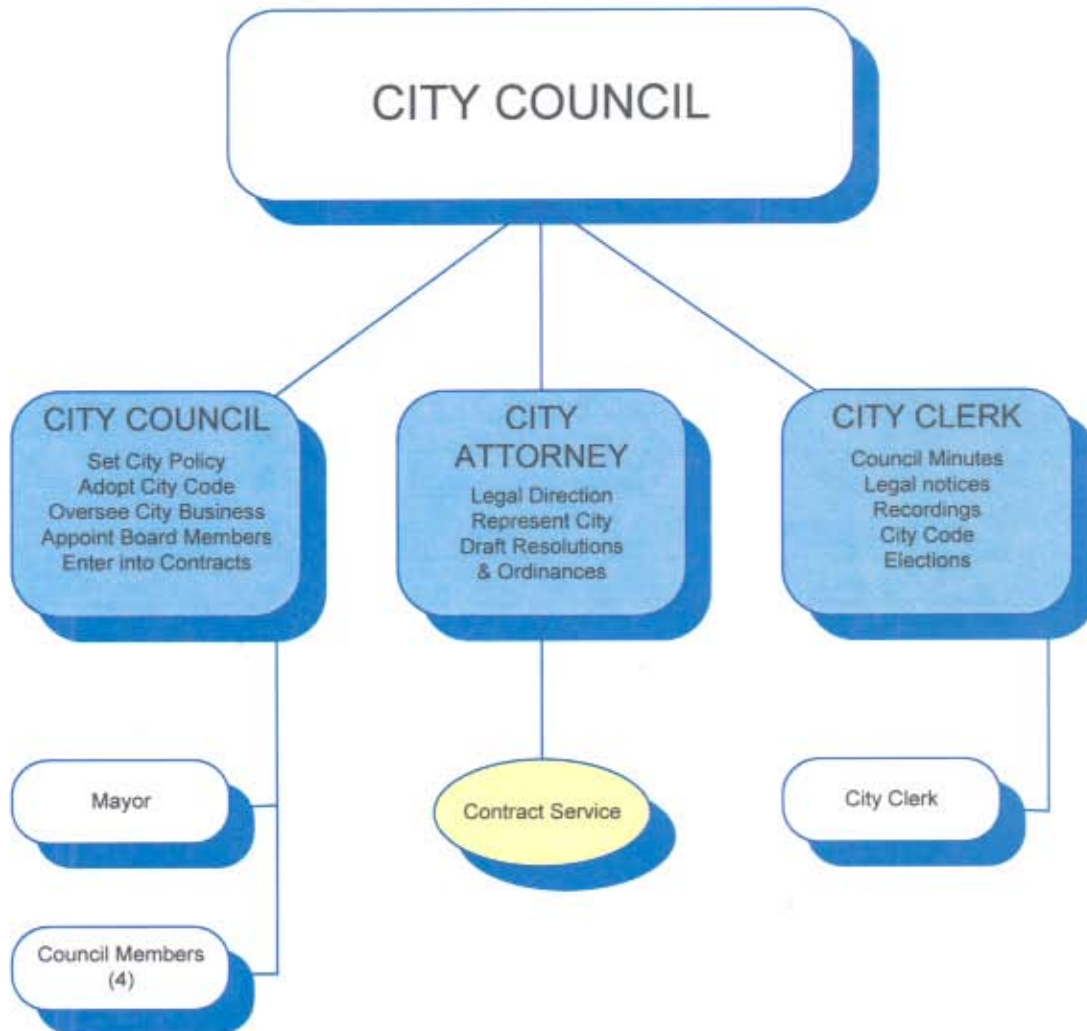 CITY COUNCIL
CITY COUNCIL
Set City Policy
Adopt City Code
Oversee City Business
Appoint Board Members
Enter into Contracts
CITY
ATTORNEY
Legal Direction
Represent City
Draft Resolutions
& Ordinances
CITY CLERK
Council Minutes
Legal notices
Recordings
City Code
Elections
Mayor
Contract Service
City Clerk
Council Members
(4)